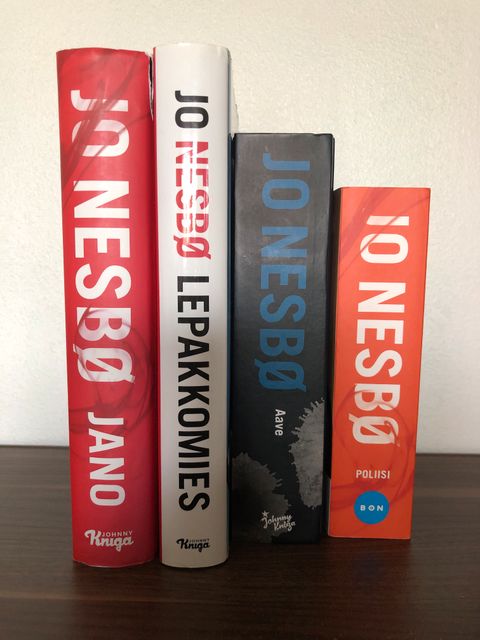 JO NESBØ JANO
JOHNNY
Kniga
JO NESBØ LEPAKKOMIES
JOHNNY
Kniga
JO NESBØ
Aave
Johnny
Kniga
JO NESBØ
POLIISI
BON